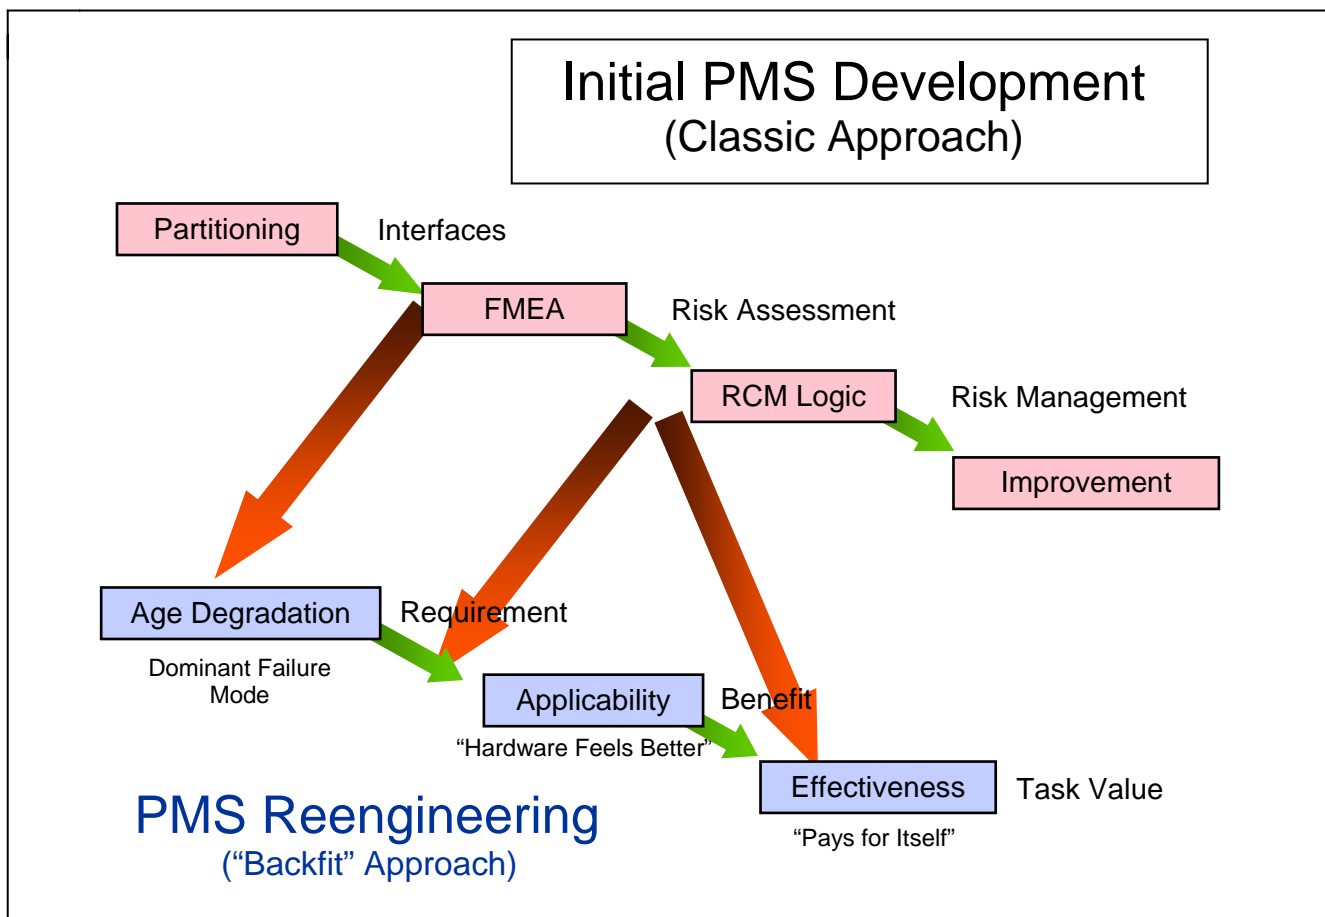 Initial PMS Development
(Classic Approach)
Partitioning
Interfaces
FMEA
Risk Assessment
RCM Logic
Risk Management
Improvement
Age Degradation
Requirement
Dominant Failure
Mode
Applicability
Benefit
“Hardware Feels Better”
Effectiveness
Task Value
“Pays for Itself”
PMS Reengineering
(“Backfit” Approach)